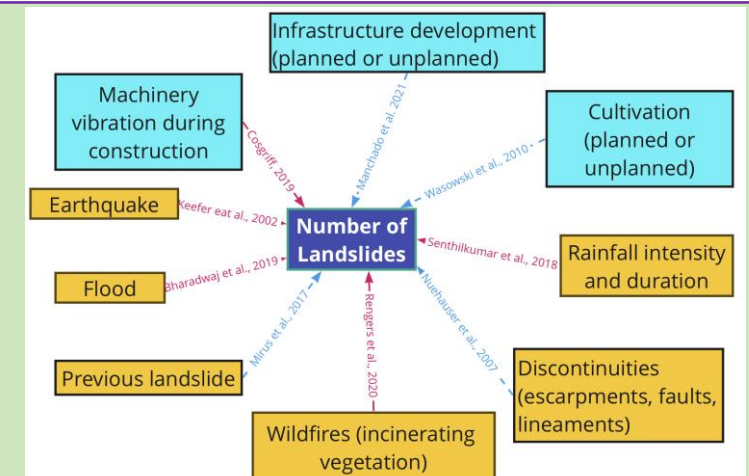 Infrastructure development
(planned or unplanned)
Machinery
vibration during
construction
Cultivation
(planned or
unplanned)
Cosgriff, 2019
Manchado et al. 2021
Wasowski et al., 2010
Earthquake
Keefer eat al., 2002
Number of
Landslides
Senthilkumar et al., 2018
Rainfall intensity
and duration
Flood
Bharadwaj et al., 2019
Previous landslide
Mirus et al., 2017
Rengers et al., 2020
Nuehauser et al., 2007
Discontinuities
(escarpments, faults,
lineaments)
Wildfires (incinerating
vegetation)